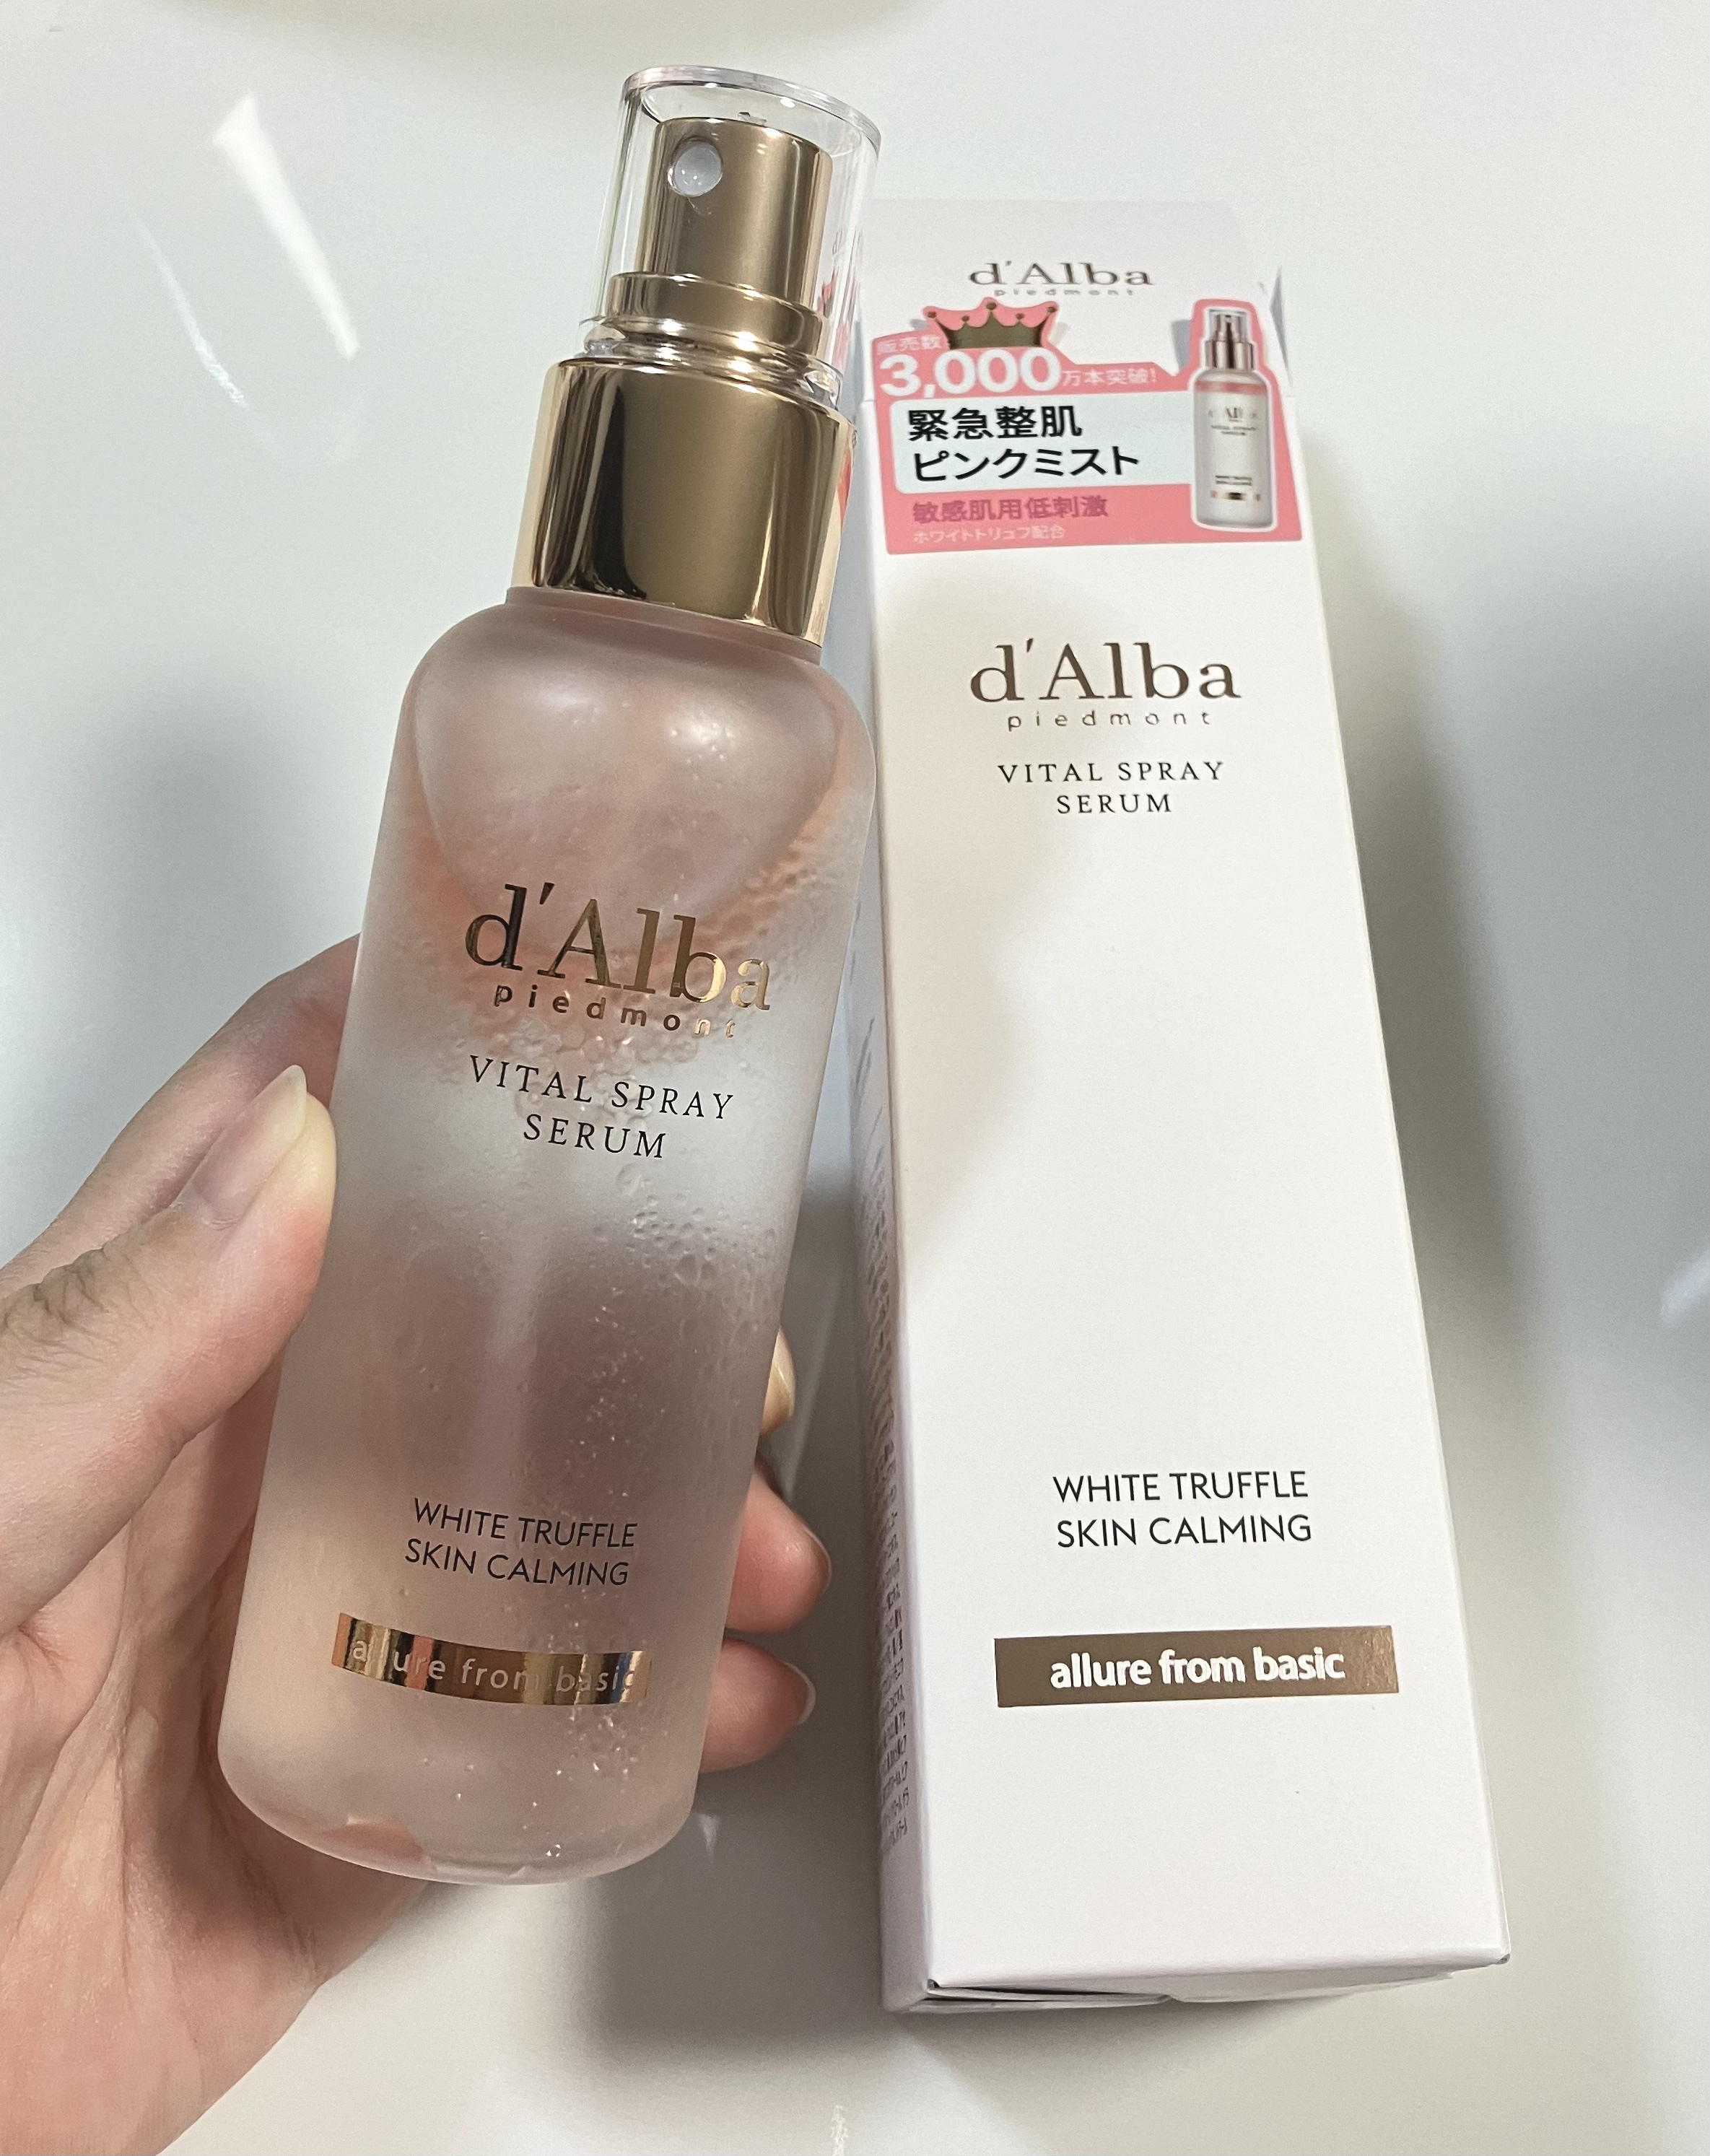 d'Alba
piedmont
VITAL SPRAY
SERUM
WHITE TRUFFLE
SKIN CALMING
allure from basic
d'Alba
piedmont
販売数
3,000万本突破!
緊急整肌
ピンクミスト
敏感肌用低刺激
ホワイトトリュフ配合
d'Alba
piedmont
VITAL SPRAY
SERUM
WHITE TRUFFLE
SKIN CALMING
allure from basic